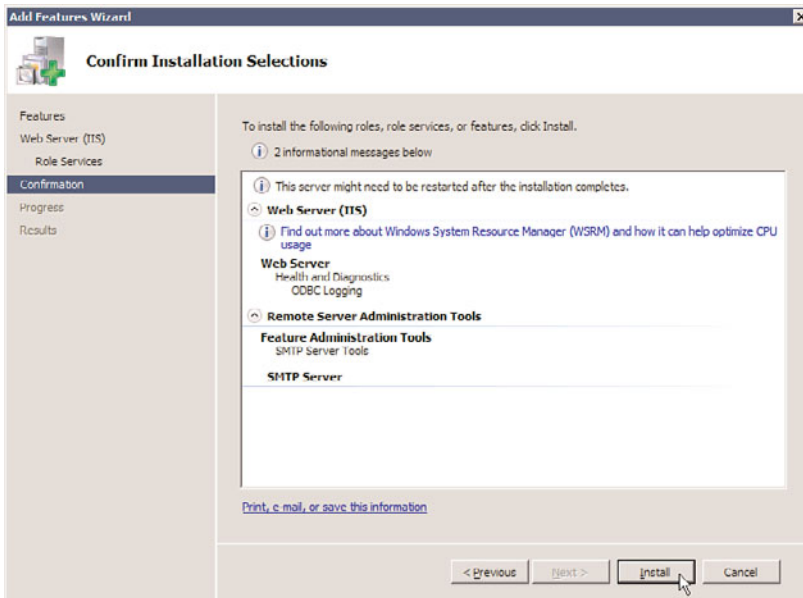 Add Features Wizard
Confirm Installation Selections
Features
Web Server (IIS)
Role Services
Confirmation
Progress
Results
To install the following roles, role services, or features, click Install.
2 informational messages below
This server might need to be restarted after the installation completes.
Web Server (IIS)
Find out more about Windows System Resource Manager (WSRM) and how it can help optimize CPU
usage
Web Server
Health and Diagnostics
ODBC Logging
Remote Server Administration Tools
Feature Administration Tools
SMTP Server Tools
SMTP Server
Print, e-mail, or save this information
< Previous
Next >
Install
Cancel